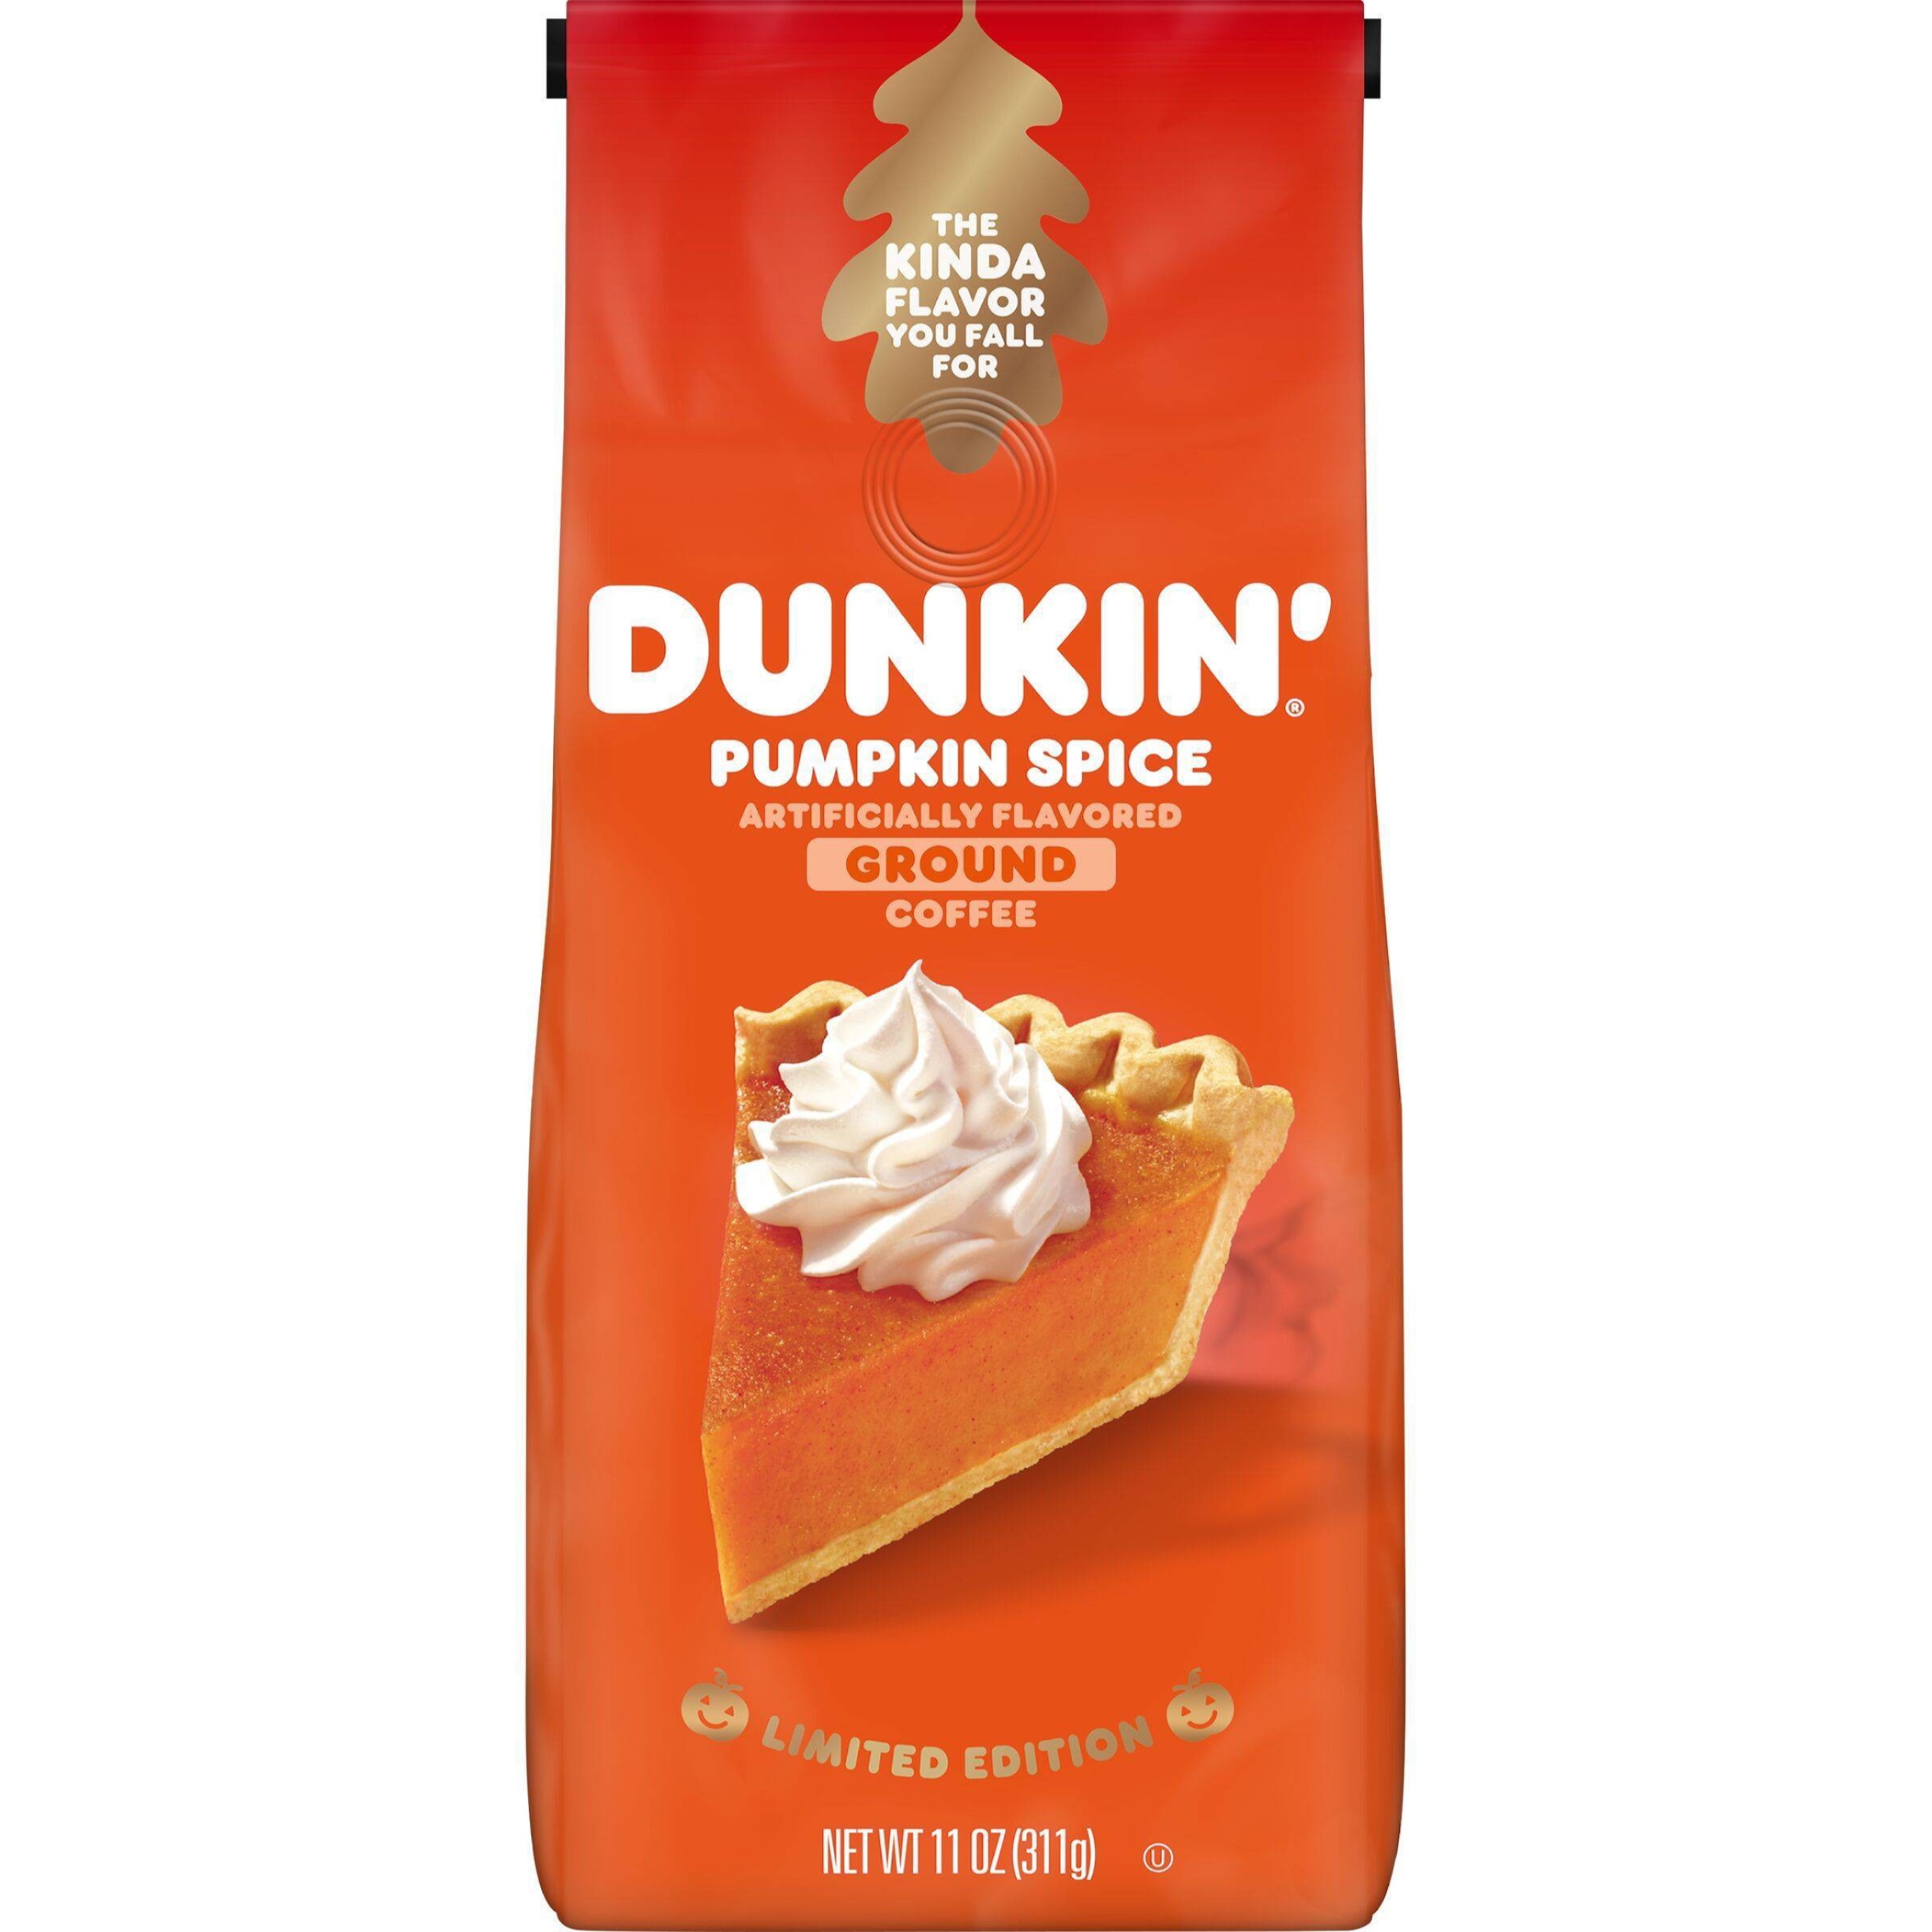 THE
KINDA
FLAVOR
YOU FALL
FOR
DUNKIN'®
PUMPKIN SPICE
ARTIFICIALLY FLAVORED
GROUND
COFFEE
LIMITED EDITION
NET WT 11 OZ (311g) Ⓤ